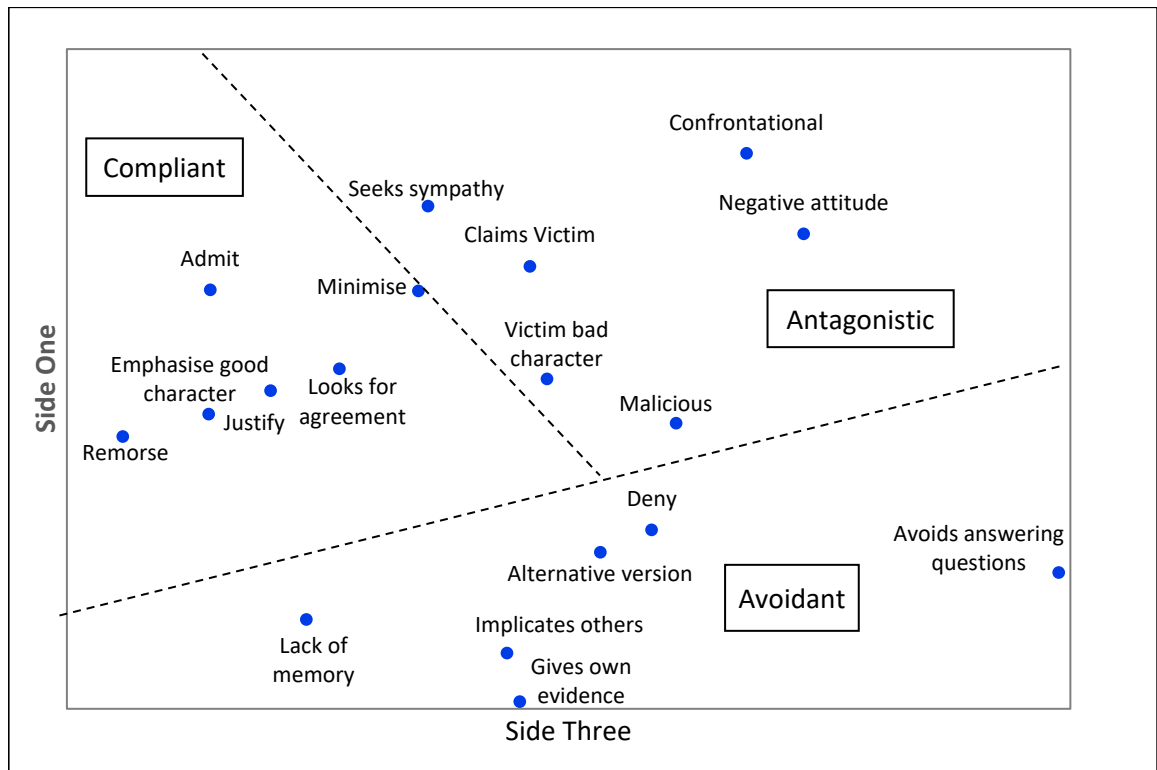 Confrontational
Compliant
Seeks sympathy
Negative attitude
Claims Victim
Admit
Minimise
Antagonistic
Victim bad
character
Emphasise good
character
Looks for
agreement
Justify
Malicious
Remorse
Side One
Deny
Avoids answering
questions
Alternative version
Avoidant
Implicates others
Lack of
memory
Gives own
evidence
Side Three